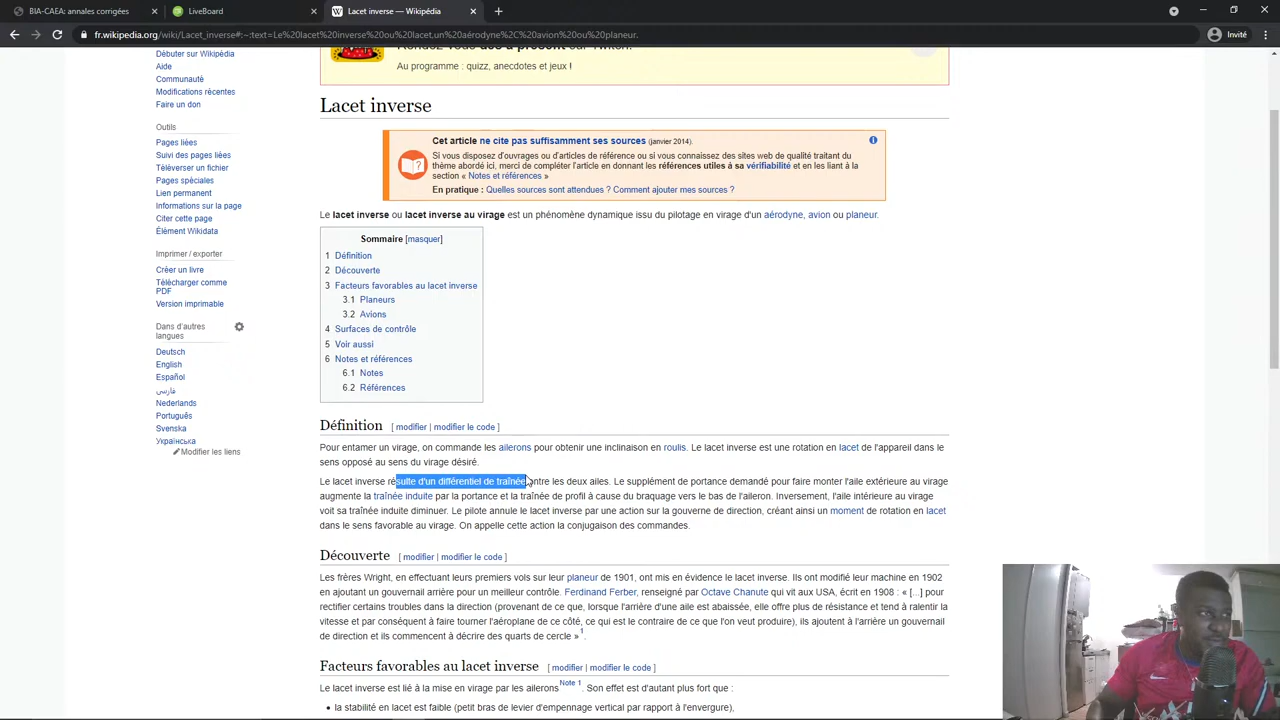 BIA-CAEA: annales corrigées
LiveBoard
Lacet inverse — Wikipédia
fr.wikipedia.org/wiki/Lacet_inverse#:~:text=Le%20lacet%20inverse%20ou%20lacet,un%20aérodyne%2C%20avion%20ou%20planeur.
Invité
Débuter sur Wikipédia
Aide
Communauté
Modifications récentes
Faire un don
Outils
Pages liées
Suivi des pages liées
Téléverser un fichier
Pages spéciales
Lien permanent
Informations sur la page
Citer cette page
Élément Wikidata
Imprimer / exporter
Créer un livre
Télécharger comme
PDF
Version imprimable
Dans d'autres
langues
Deutsch
English
Español
فارسی
Nederlands
Português
Svenska
Українська
Modifier les liens
Rendez-vous dès à présent sur Twitch.
Au programme : quizz, anecdotes et jeux !
Lacet inverse
Cet article ne cite pas suffisamment ses sources (janvier 2014).
Si vous disposez d'ouvrages ou d'articles de référence ou si vous connaissez des sites web de qualité traitant du
thème abordé ici, merci de compléter l'article en donnant les références utiles à sa vérifiabilité et en les liant à la
section « Notes et références »
En pratique : Quelles sources sont attendues ? Comment ajouter mes sources ?
Le lacet inverse ou lacet inverse au virage est un phénomène dynamique issu du pilotage en virage d'un aérodyne, avion ou planeur.
Sommaire [masquer]
1 Définition
2 Découverte
3 Facteurs favorables au lacet inverse
3.1 Planeurs
3.2 Avions
4 Surfaces de contrôle
5 Voir aussi
6 Notes et références
6.1 Notes
6.2 Références
Définition [ modifier | modifier le code ]
Pour entamer un virage, on commande les ailerons pour obtenir une inclinaison en roulis. Le lacet inverse est une rotation en lacet de l'appareil dans le
sens opposé au sens du virage désiré.
Le lacet inverse résulte d'un différentiel de traînée entre les deux ailes. Le supplément de portance demandé pour faire monter l'aile extérieure au virage
augmente la traînée induite par la portance et la traînée de profil à cause du braquage vers le bas de l'aileron. Inversement, l'aile intérieure au virage
voit sa traînée induite diminuer. Le pilote annule le lacet inverse par une action sur la gouverne de direction, créant ainsi un moment de rotation en lacet
dans le sens favorable au virage. On appelle cette action la conjugaison des commandes.
Découverte [ modifier | modifier le code ]
Les frères Wright, en effectuant leurs premiers vols sur leur planeur de 1901, ont mis en évidence le lacet inverse. Ils ont modifié leur machine en 1902
en ajoutant un gouvernail arrière pour un meilleur contrôle. Ferdinand Ferber, renseigné par Octave Chanute qui vit aux USA, écrit en 1908 : « [...] pour
rectifier certains troubles dans la direction (provenant de ce que, lorsque l'arrière d'une aile est abaissée, elle offre plus de résistance et tend à ralentir la
vitesse et par conséquent à faire tourner l'aéroplane de ce côté, ce qui est le contraire de ce que l'on veut produire), ils ajoutent à l'arrière un gouvernail
de direction et ils commencent à décrire des quarts de cercle »1.
Facteurs favorables au lacet inverse [ modifier | modifier le code ]
Le lacet inverse est lié à la mise en virage par les aileronsNote 1. Son effet est d'autant plus fort que :
• la stabilité en lacet est faible (petit bras de levier d'empennage vertical par rapport à l'envergure),